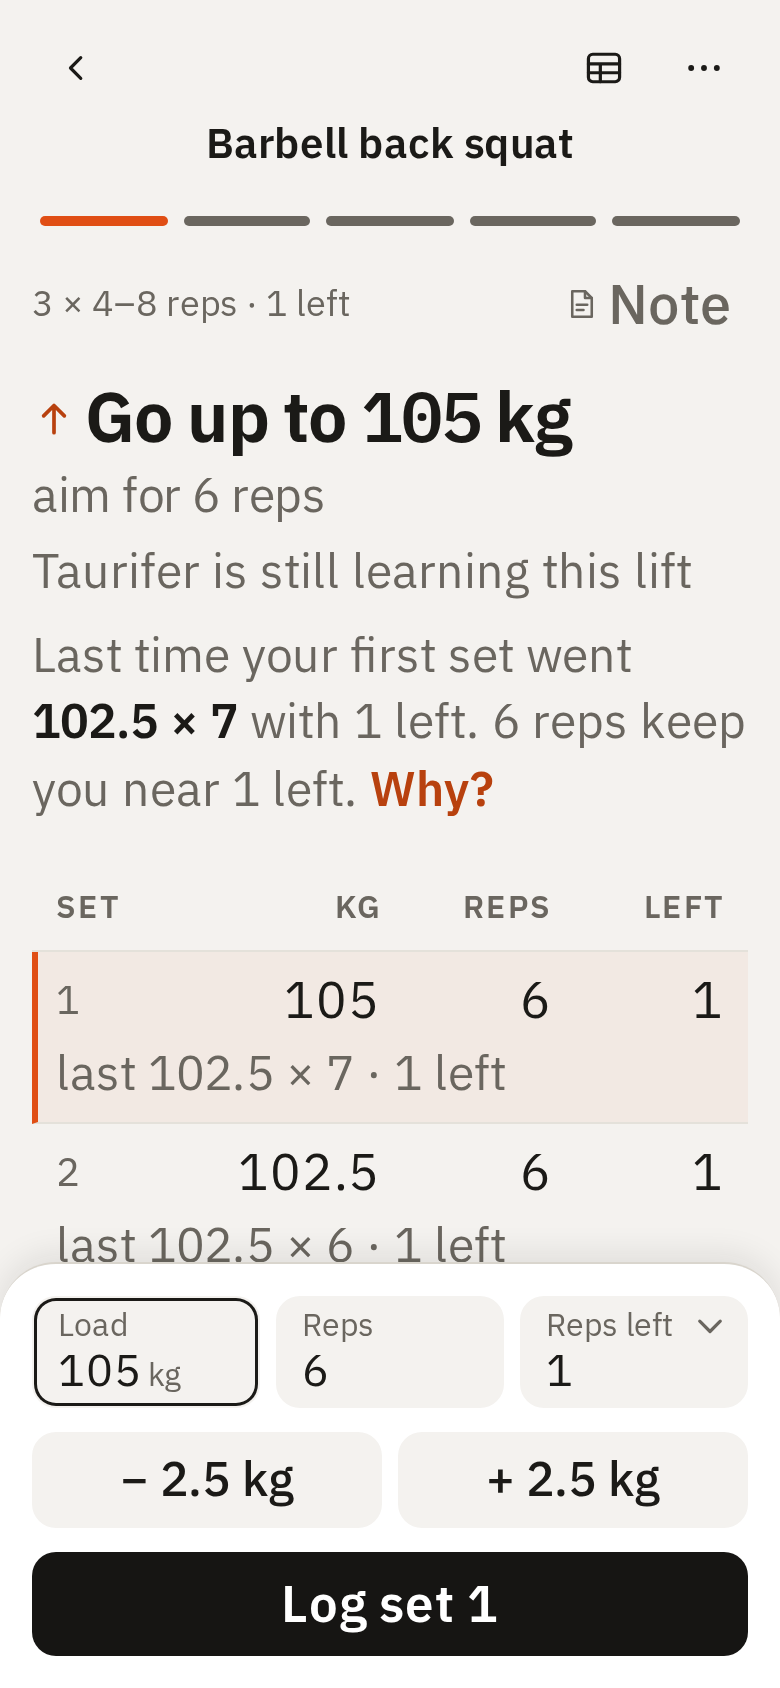 Barbell back squat
3 × 4–8 reps · 1 left
Note
↑ Go up to 105 kg
aim for 6 reps
Taurifer is still learning this lift
Last time your first set went
102.5 × 7 with 1 left. 6 reps keep
you near 1 left. Why?
SET KG REPS LEFT
1 105 6 1
last 102.5 × 7 · 1 left
2 102.5 6 1
last 102.5 × 6 · 1 left
Load Reps Reps left
105 kg 6 1
− 2.5 kg + 2.5 kg
Log set 1